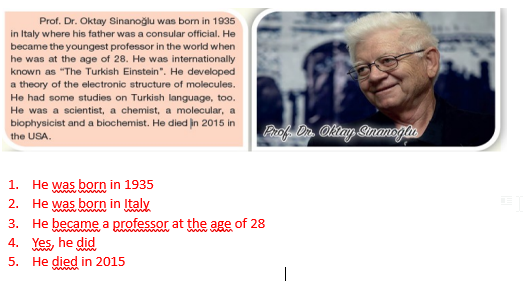 Prof. Dr. Oktay Sinanoğlu was born in 1935
in Italy where his father was a consular official. He
became the youngest professor in the world when
he was at the age of 28. He was internationally
known as "The Turkish Einstein". He developed
a theory of the electronic structure of molecules.
He had some studies on Turkish language, too.
He was a scientist, a chemist, a molecular, a
biophysicist and a biochemist. He died in 2015 in
the USA.
Prof. Dr. Oktay Sinanoglu
1. He was born in 1935
2. He was born in Italy
3. He became a professor at the age of 28
4. Yes, he did
5. He died in 2015